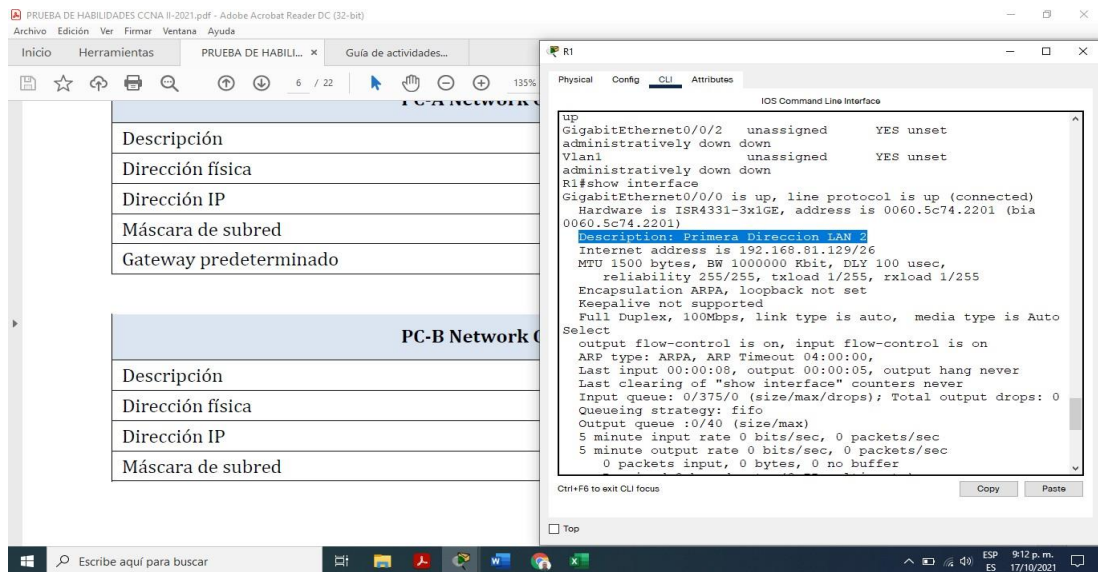 PRUEBA DE HABILIDADES CCNA II-2021.pdf - Adobe Acrobat Reader DC (32-bit)
Archivo Edición Ver Firmar Ventana Ayuda
Inicio Herramientas PRUEBA DE HABILI... × Guía de actividades...
6 / 22 135%
PC-A Network
Descripción
Dirección física
Dirección IP
Máscara de subred
Gateway predeterminado
PC-B Network
Descripción
Dirección física
Dirección IP
Máscara de subred
R1
Physical Config CLI Attributes
IOS Command Line Interface
up
GigabitEthernet0/0/2 unassigned YES unset
administratively down down
Vlan1 unassigned YES unset
administratively down down
R1#show interface
GigabitEthernet0/0/0 is up, line protocol is up (connected)
Hardware is ISR4331-3x1GE, address is 0060.5c74.2201 (bia
0060.5c74.2201)
Description: Primera Direccion LAN 2
Internet address is 192.168.81.129/26
MTU 1500 bytes, BW 1000000 Kbit, DLY 100 usec,
reliability 255/255, txload 1/255, rxload 1/255
Encapsulation ARPA, loopback not set
Keepalive not supported
Full Duplex, 100Mbps, link type is auto, media type is Auto
Select
output flow-control is on, input flow-control is on
ARP type: ARPA, ARP Timeout 04:00:00,
Last input 00:00:08, output 00:00:05, output hang never
Last clearing of "show interface" counters never
Input queue: 0/375/0 (size/max/drops); Total output drops: 0
Queueing strategy: fifo
Output queue :0/40 (size/max)
5 minute input rate 0 bits/sec, 0 packets/sec
5 minute output rate 0 bits/sec, 0 packets/sec
0 packets input, 0 bytes, 0 no buffer
Ctrl+F6 to exit CLI focus
Copy Paste
Top
Escribe aquí para buscar
ESP 9:12 p. m.
ES 17/10/2021